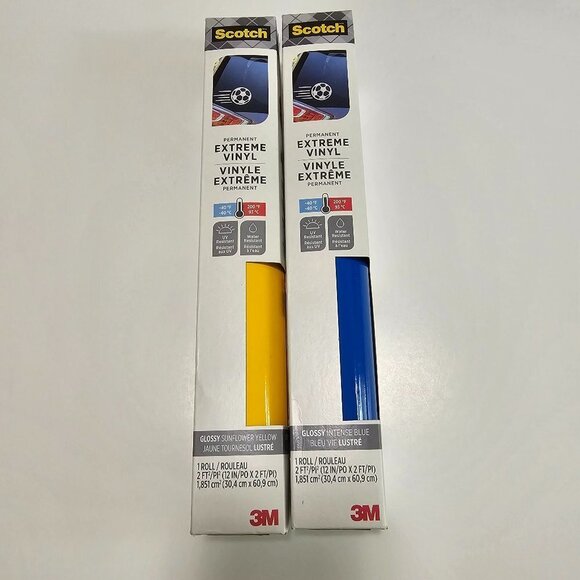 Scotch
PERMANENT
EXTREME
VINYL
VINYLE
EXTRÊME
PERMANENT
-40 °F
-40 °C
200 °F
93 °C
UV
Resistant
Résistant
aux UV
Water
Resistant
Résistant
à l'eau
GLOSSY SUNFLOWER YELLOW
JAUNE TOURNESOL LUSTRÉ
1 ROLL / ROULEAU
2 FT²/PI² (12 IN/PO X 2 FT/PI)
1,851 cm² (30,4 cm x 60,9 cm)
3M
Scotch
PERMANENT
EXTREME
VINYL
VINYLE
EXTRÊME
PERMANENT
-40 °F
-40 °C
200 °F
93 °C
UV
Resistant
Résistant
aux UV
Water
Resistant
Résistant
à l'eau
GLOSSY INTENSE BLUE
BLEU VIF LUSTRÉ
1 ROLL / ROULEAU
2 FT²/PI² (12 IN/PO X 2 FT/PI)
1,851 cm² (30,4 cm x 60,9 cm)
3M